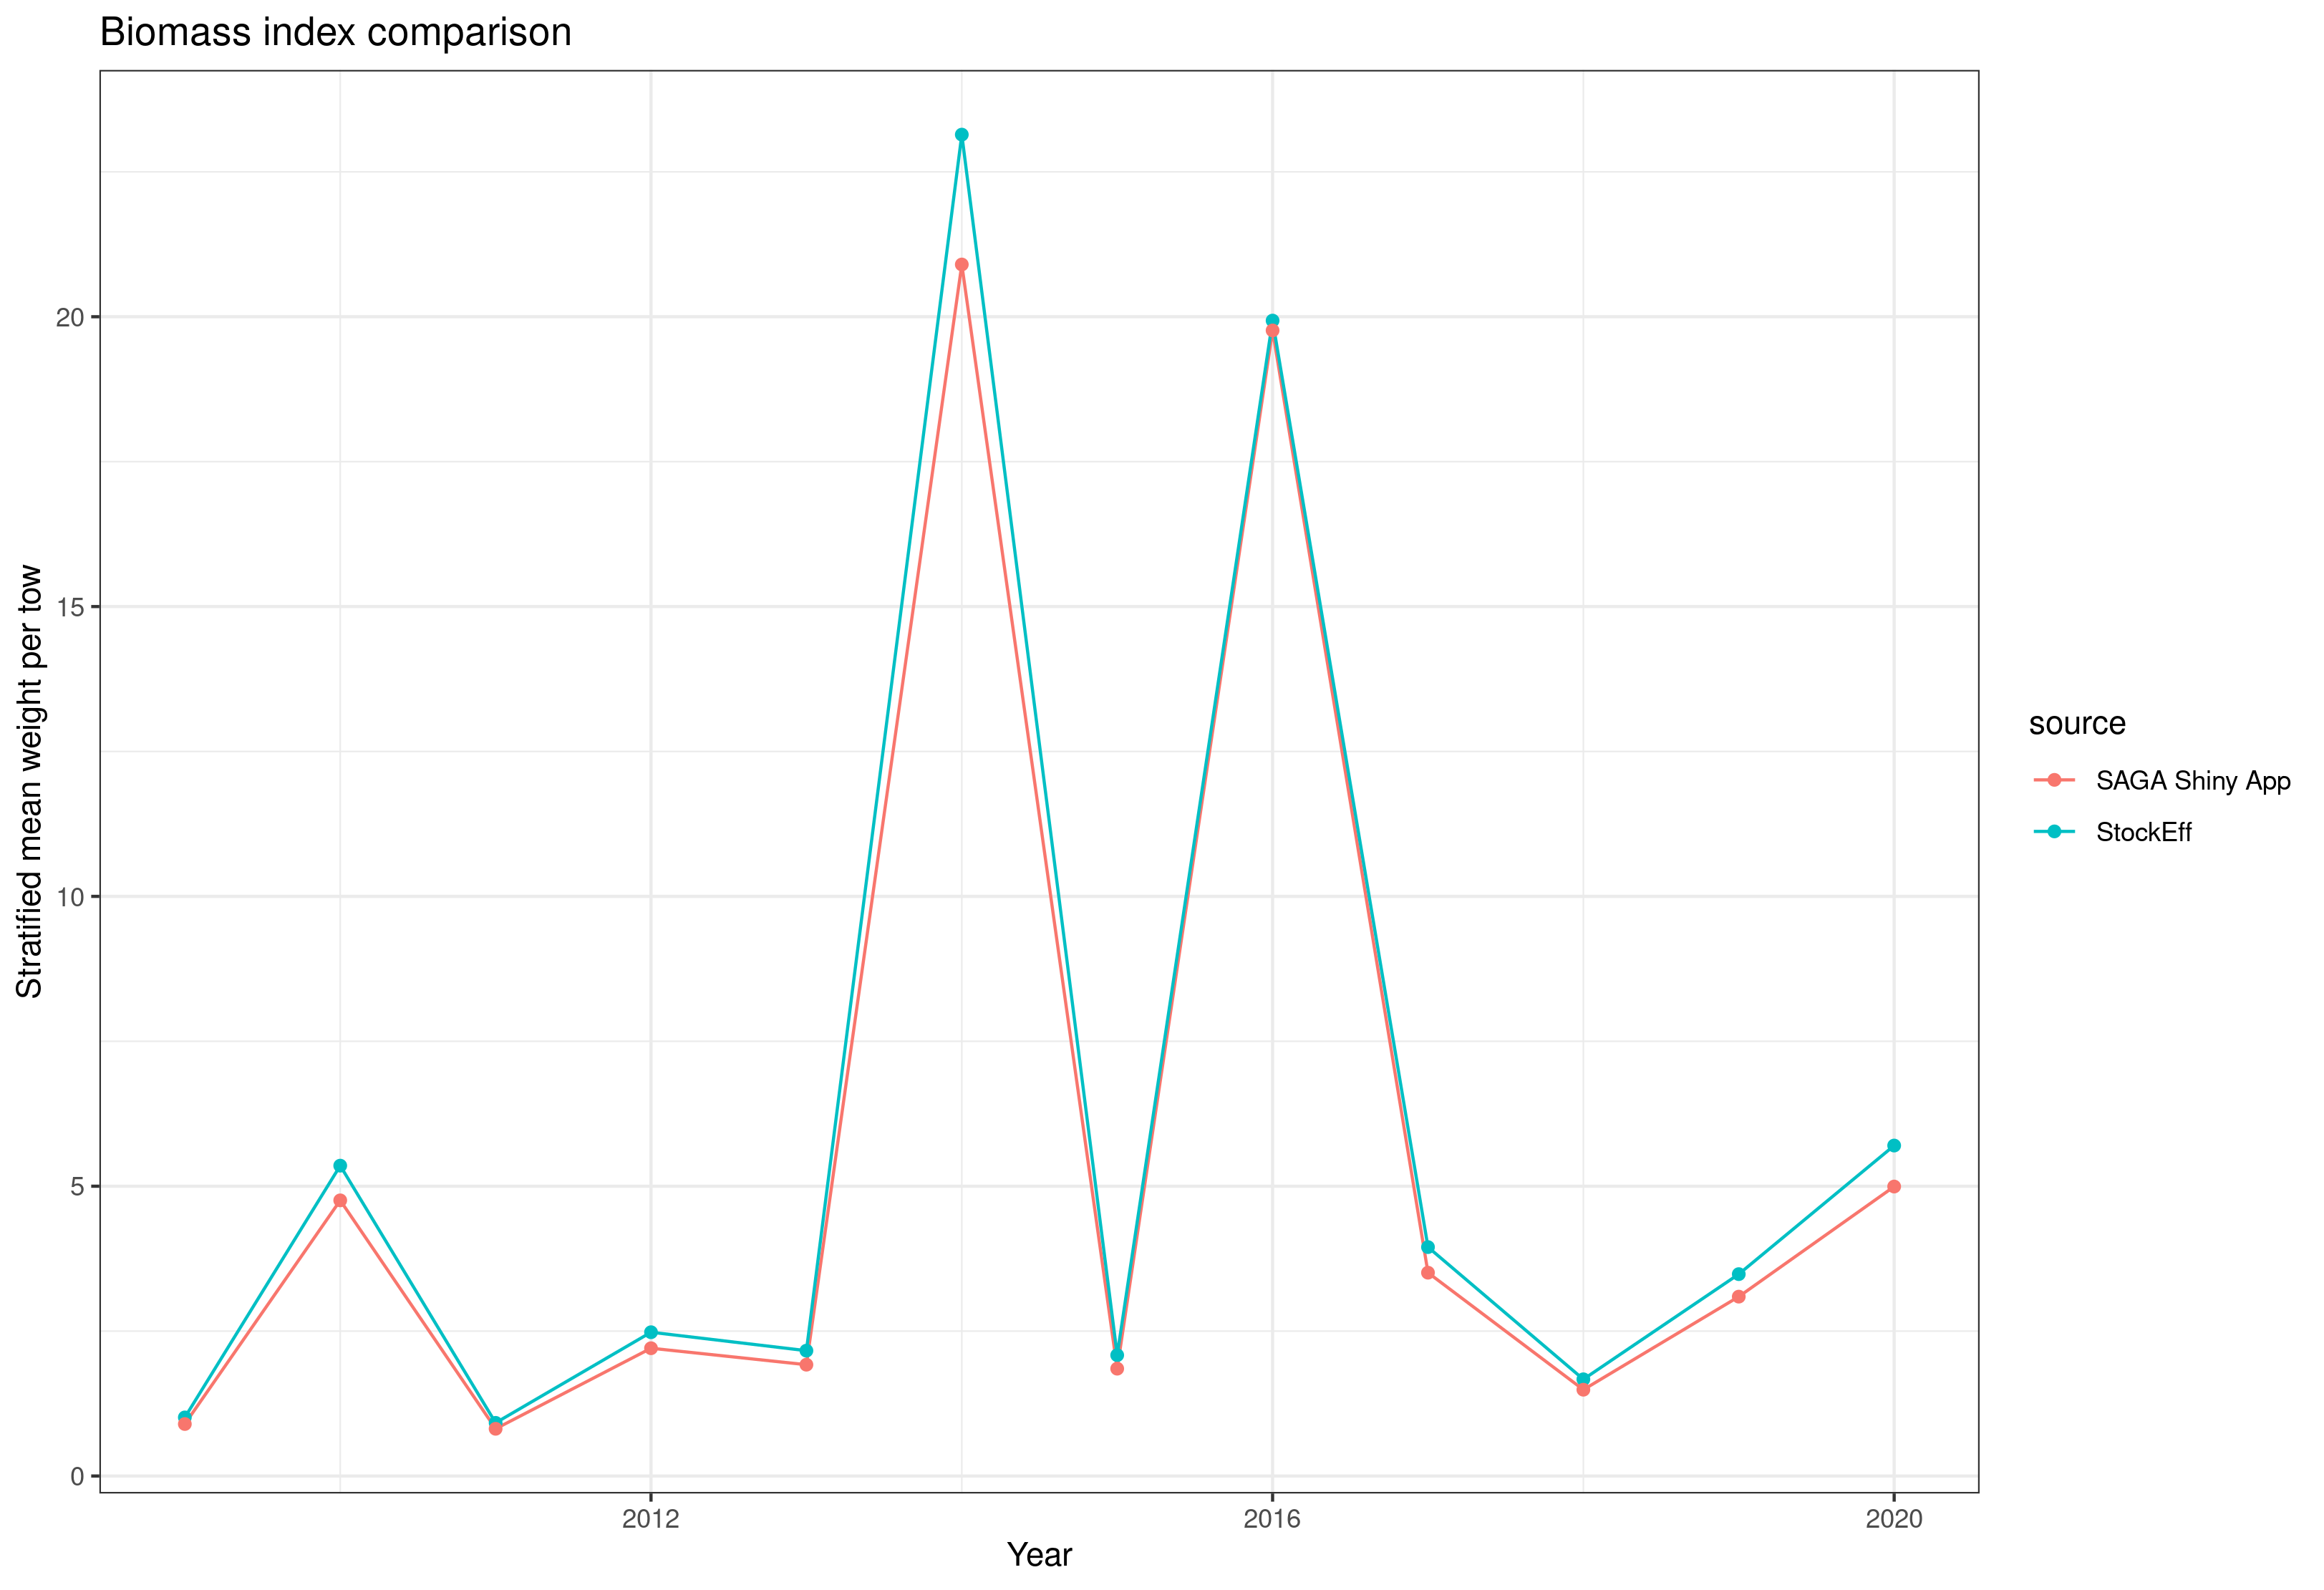 Biomass index comparison
Stratified mean weight per tow
20
15
10
5
0
2012
2016
2020
Year
source
SAGA Shiny App
StockEff